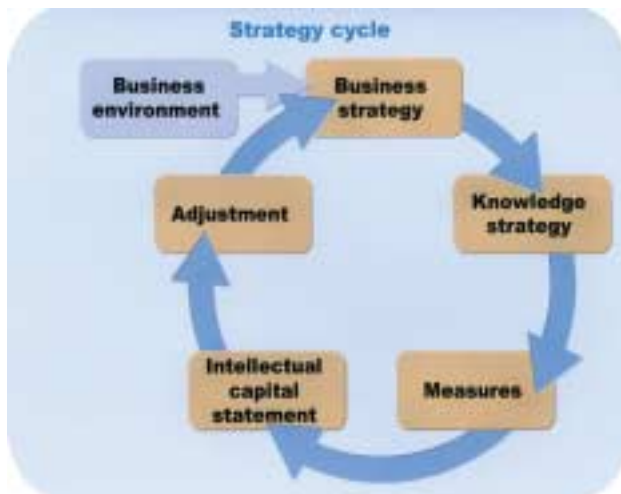 Strategy cycle
Business
environment
Business
strategy
Adjustment
Knowledge
strategy
Intellectual
capital
statement
Measures